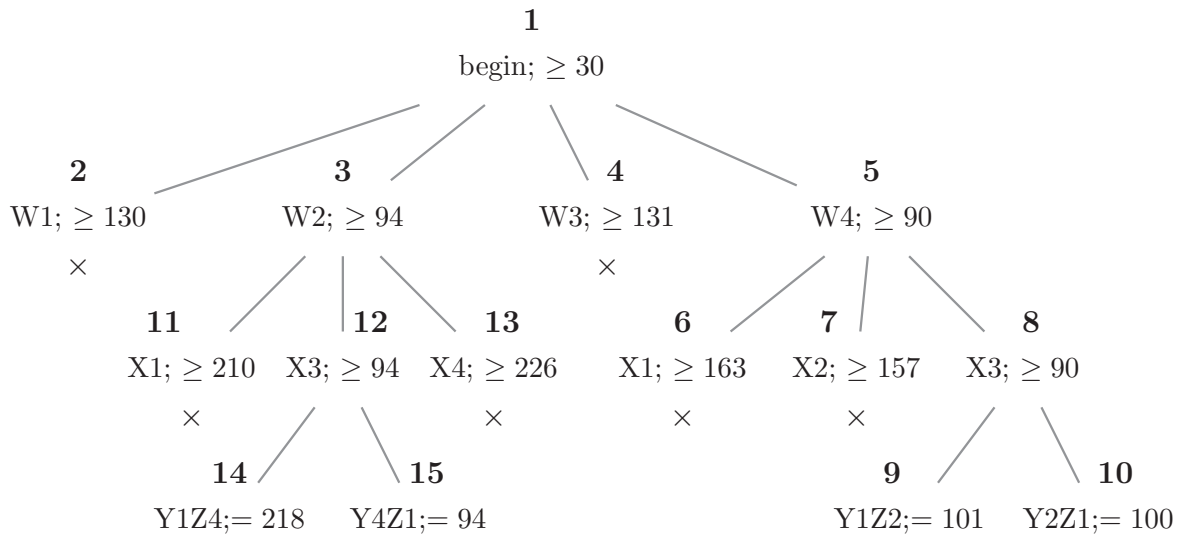 1
begin; ≥ 30
2 3 4 5
W1; ≥ 130 W2; ≥ 94 W3; ≥ 131 W4; ≥ 90
× ×
11 12 13 6 7 8
X1; ≥ 210 X3; ≥ 94 X4; ≥ 226 X1; ≥ 163 X2; ≥ 157 X3; ≥ 90
× × × ×
14 15 9 10
Y1Z4;= 218 Y4Z1;= 94 Y1Z2;= 101 Y2Z1;= 100